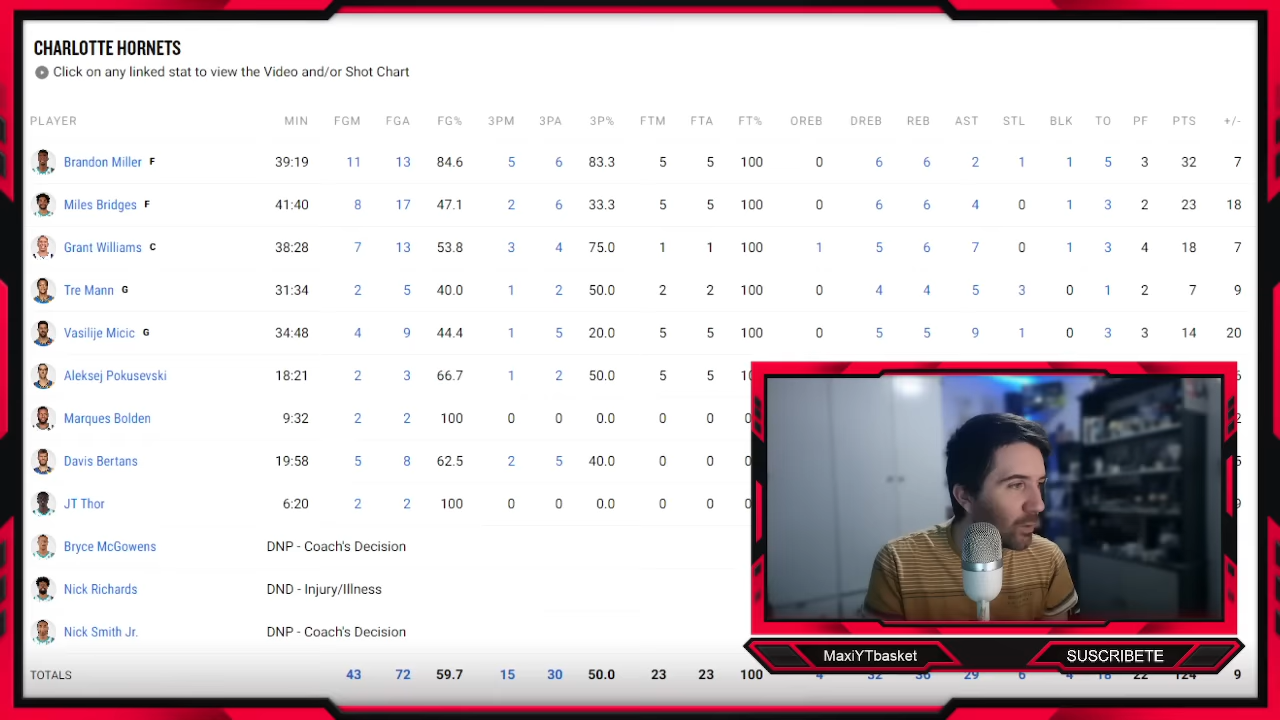 CHARLOTTE HORNETS
Click on any linked stat to view the Video and/or Shot Chart
PLAYER MIN FGM FGA FG% 3PM 3PA 3P% FTM FTA FT% OREB DREB REB AST STL BLK TO PF PTS +/-
Brandon Miller F 39:19 11 13 84.6 5 6 83.3 5 5 100 0 6 6 2 1 1 5 3 32 7
Miles Bridges F 41:40 8 17 47.1 2 6 33.3 5 5 100 0 6 6 4 0 1 3 2 23 18
Grant Williams C 38:28 7 13 53.8 3 4 75.0 1 1 100 1 5 6 7 0 1 3 4 18 7
Tre Mann G 31:34 2 5 40.0 1 2 50.0 2 2 100 0 4 4 5 3 0 1 2 7 9
Vasilije Micic G 34:48 4 9 44.4 1 5 20.0 5 5 100 0 5 5 9 1 0 3 3 14 20
Aleksej Pokusevski 18:21 2 3 66.7 1 2 50.0 5 5
Marques Bolden 9:32 2 2 100 0 0 0.0 0 0
Davis Bertans 19:58 5 8 62.5 2 5 40.0 0 0
JT Thor 6:20 2 2 100 0 0 0.0 0 0
Bryce McGowens DNP - Coach's Decision
Nick Richards DND - Injury/Illness
Nick Smith Jr. DNP - Coach's Decision
TOTALS 43 72 59.7 15 30 50.0 23 23 100 4 32 36 29 6 4 18 22 124 9
MaxiYTbasket
SUSCRIBETE